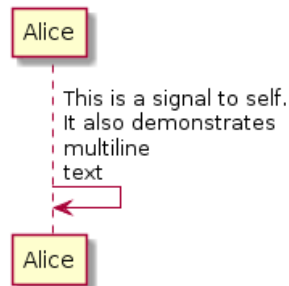 Alice
This is a signal to self.
It also demonstrates
multiline
text
Alice